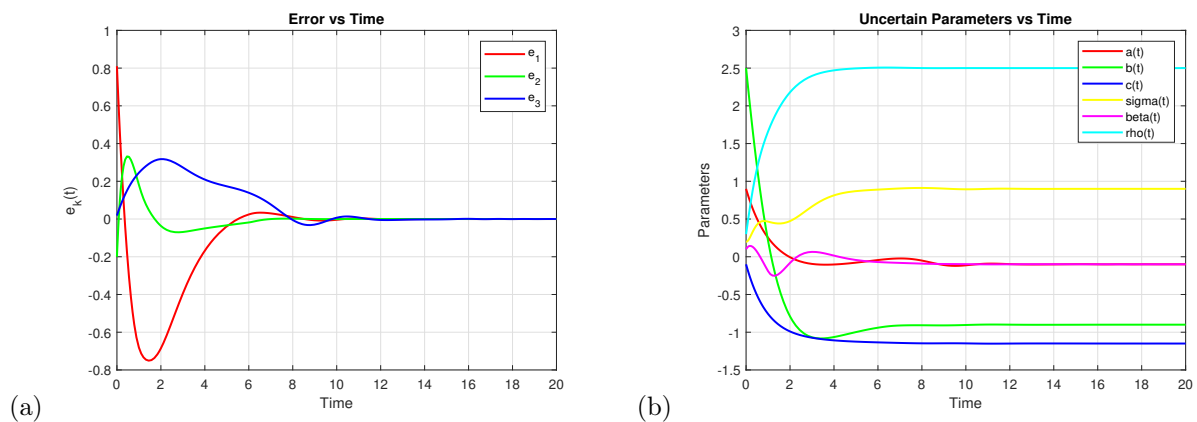 Error vs Time
1
0.8
0.6
0.4
0.2
0
-0.2
-0.4
-0.6
-0.8
e_k(t)
0 2 4 6 8 10 12 14 16 18 20
Time
e_1
e_2
e_3
(a)
Uncertain Parameters vs Time
3
2.5
2
1.5
1
0.5
0
-0.5
-1
-1.5
Parameters
0 2 4 6 8 10 12 14 16 18 20
Time
a(t)
b(t)
c(t)
sigma(t)
beta(t)
rho(t)
(b)